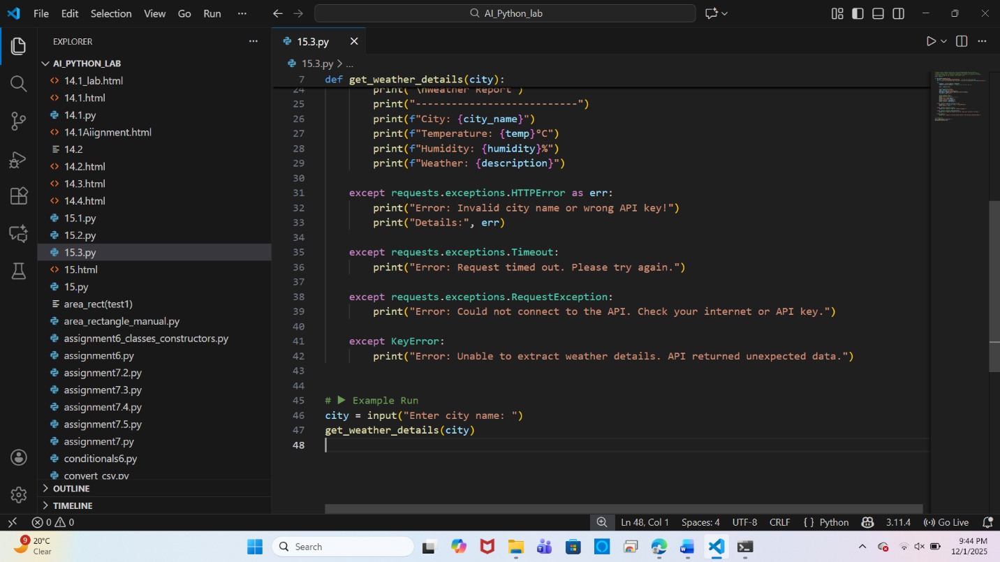 File Edit Selection View Go Run ···
AI_Python_lab
EXPLORER ···
AI_PYTHON_LAB
14.1_lab.html
14.1.html
14.1.py
14.1Aiignment.html
14.2
14.2.html
14.3.html
14.4.html
15.1.py
15.2.py
15.3.py
15.html
15.py
area_rect(test1)
area_rectangle_manual.py
assignment6_classes_constructors.py
assignment6.py
assignment7.2.py
assignment7.3.py
assignment7.4.py
assignment7.5.py
assignment7.py
conditionals6.py
convert_csv.py
OUTLINE
TIMELINE
15.3.py
15.3.py > ...
7 def get_weather_details(city):
24 print("\nWeather Report")
25 print("---------------------------")
26 print(f"City: {city_name}")
27 print(f"Temperature: {temp}°C")
28 print(f"Humidity: {humidity}%")
29 print(f"Weather: {description}")
30
31 except requests.exceptions.HTTPError as err:
32 print("Error: Invalid city name or wrong API key!")
33 print("Details:", err)
34
35 except requests.exceptions.Timeout:
36 print("Error: Request timed out. Please try again.")
37
38 except requests.exceptions.RequestException:
39 print("Error: Could not connect to the API. Check your internet or API key.")
40
41 except KeyError:
42 print("Error: Unable to extract weather details. API returned unexpected data.")
43
44
45 # ▶ Example Run
46 city = input("Enter city name: ")
47 get_weather_details(city)
48
0 0
Ln 48, Col 1 Spaces: 4 UTF-8 CRLF { } Python 3.11.4 Go Live
9
20°C
Clear
Search
9:44 PM
12/1/2025